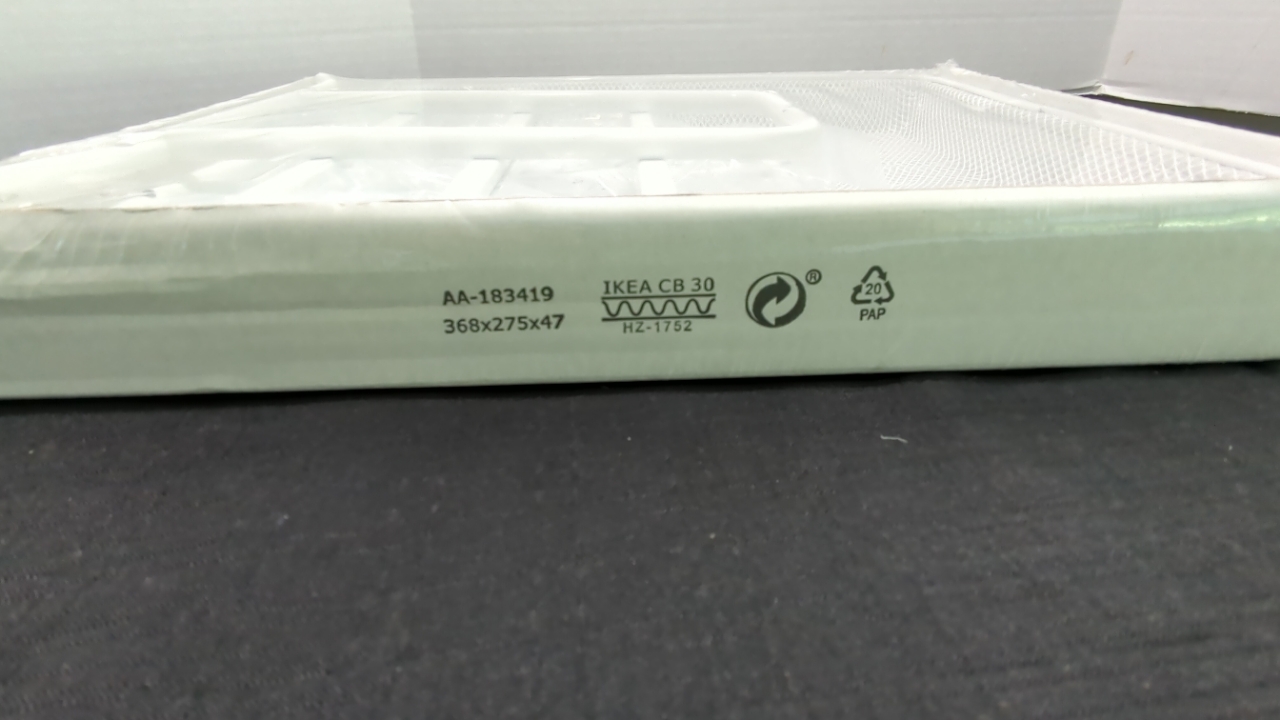 AA-183419
368x275x47
IKEA CB 30
HZ-1752
®
20
PAP